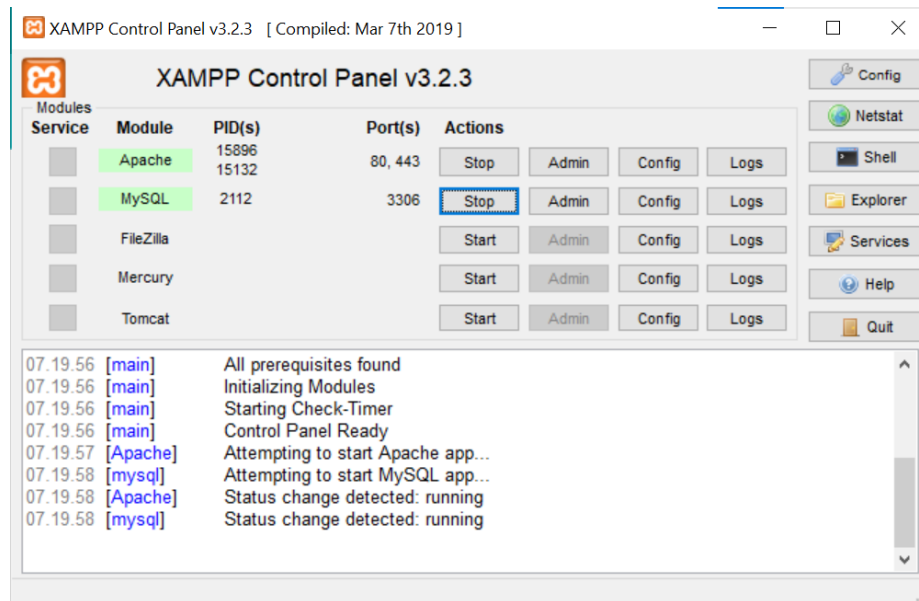 XAMPP Control Panel v3.2.3 [ Compiled: Mar 7th 2019 ]
XAMPP Control Panel v3.2.3
Config
Modules
Service Module PID(s) Port(s) Actions
Netstat
Apache 15896 15132 80, 443 Stop Admin Config Logs
Shell
MySQL 2112 3306 Stop Admin Config Logs
Explorer
FileZilla Start Admin Config Logs
Services
Mercury Start Admin Config Logs
Help
Tomcat Start Admin Config Logs
Quit
07.19.56 [main] All prerequisites found
07.19.56 [main] Initializing Modules
07.19.56 [main] Starting Check-Timer
07.19.56 [main] Control Panel Ready
07.19.57 [Apache] Attempting to start Apache app...
07.19.58 [mysql] Attempting to start MySQL app...
07.19.58 [Apache] Status change detected: running
07.19.58 [mysql] Status change detected: running